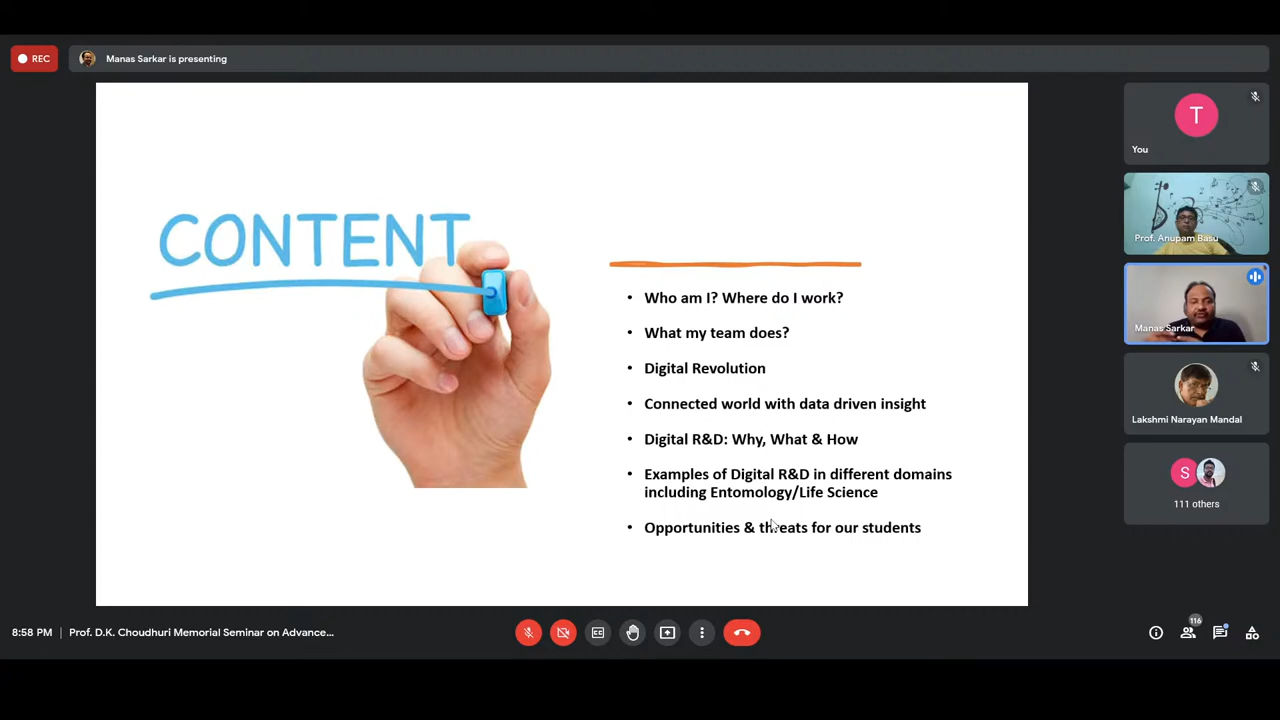 REC
Manas Sarkar is presenting
T
You
CONTENT
Prof. Anupam Basu
• Who am I? Where do I work?
Manas Sarkar
• What my team does?
• Digital Revolution
• Connected world with data driven insight
Lakshmi Narayan Mandal
• Digital R&D: Why, What & How
• Examples of Digital R&D in different domains
including Entomology/Life Science
S
111 others
• Opportunities & threats for our students
8:58 PM | Prof. D.K. Choudhuri Memorial Seminar on Advance...
CC
116